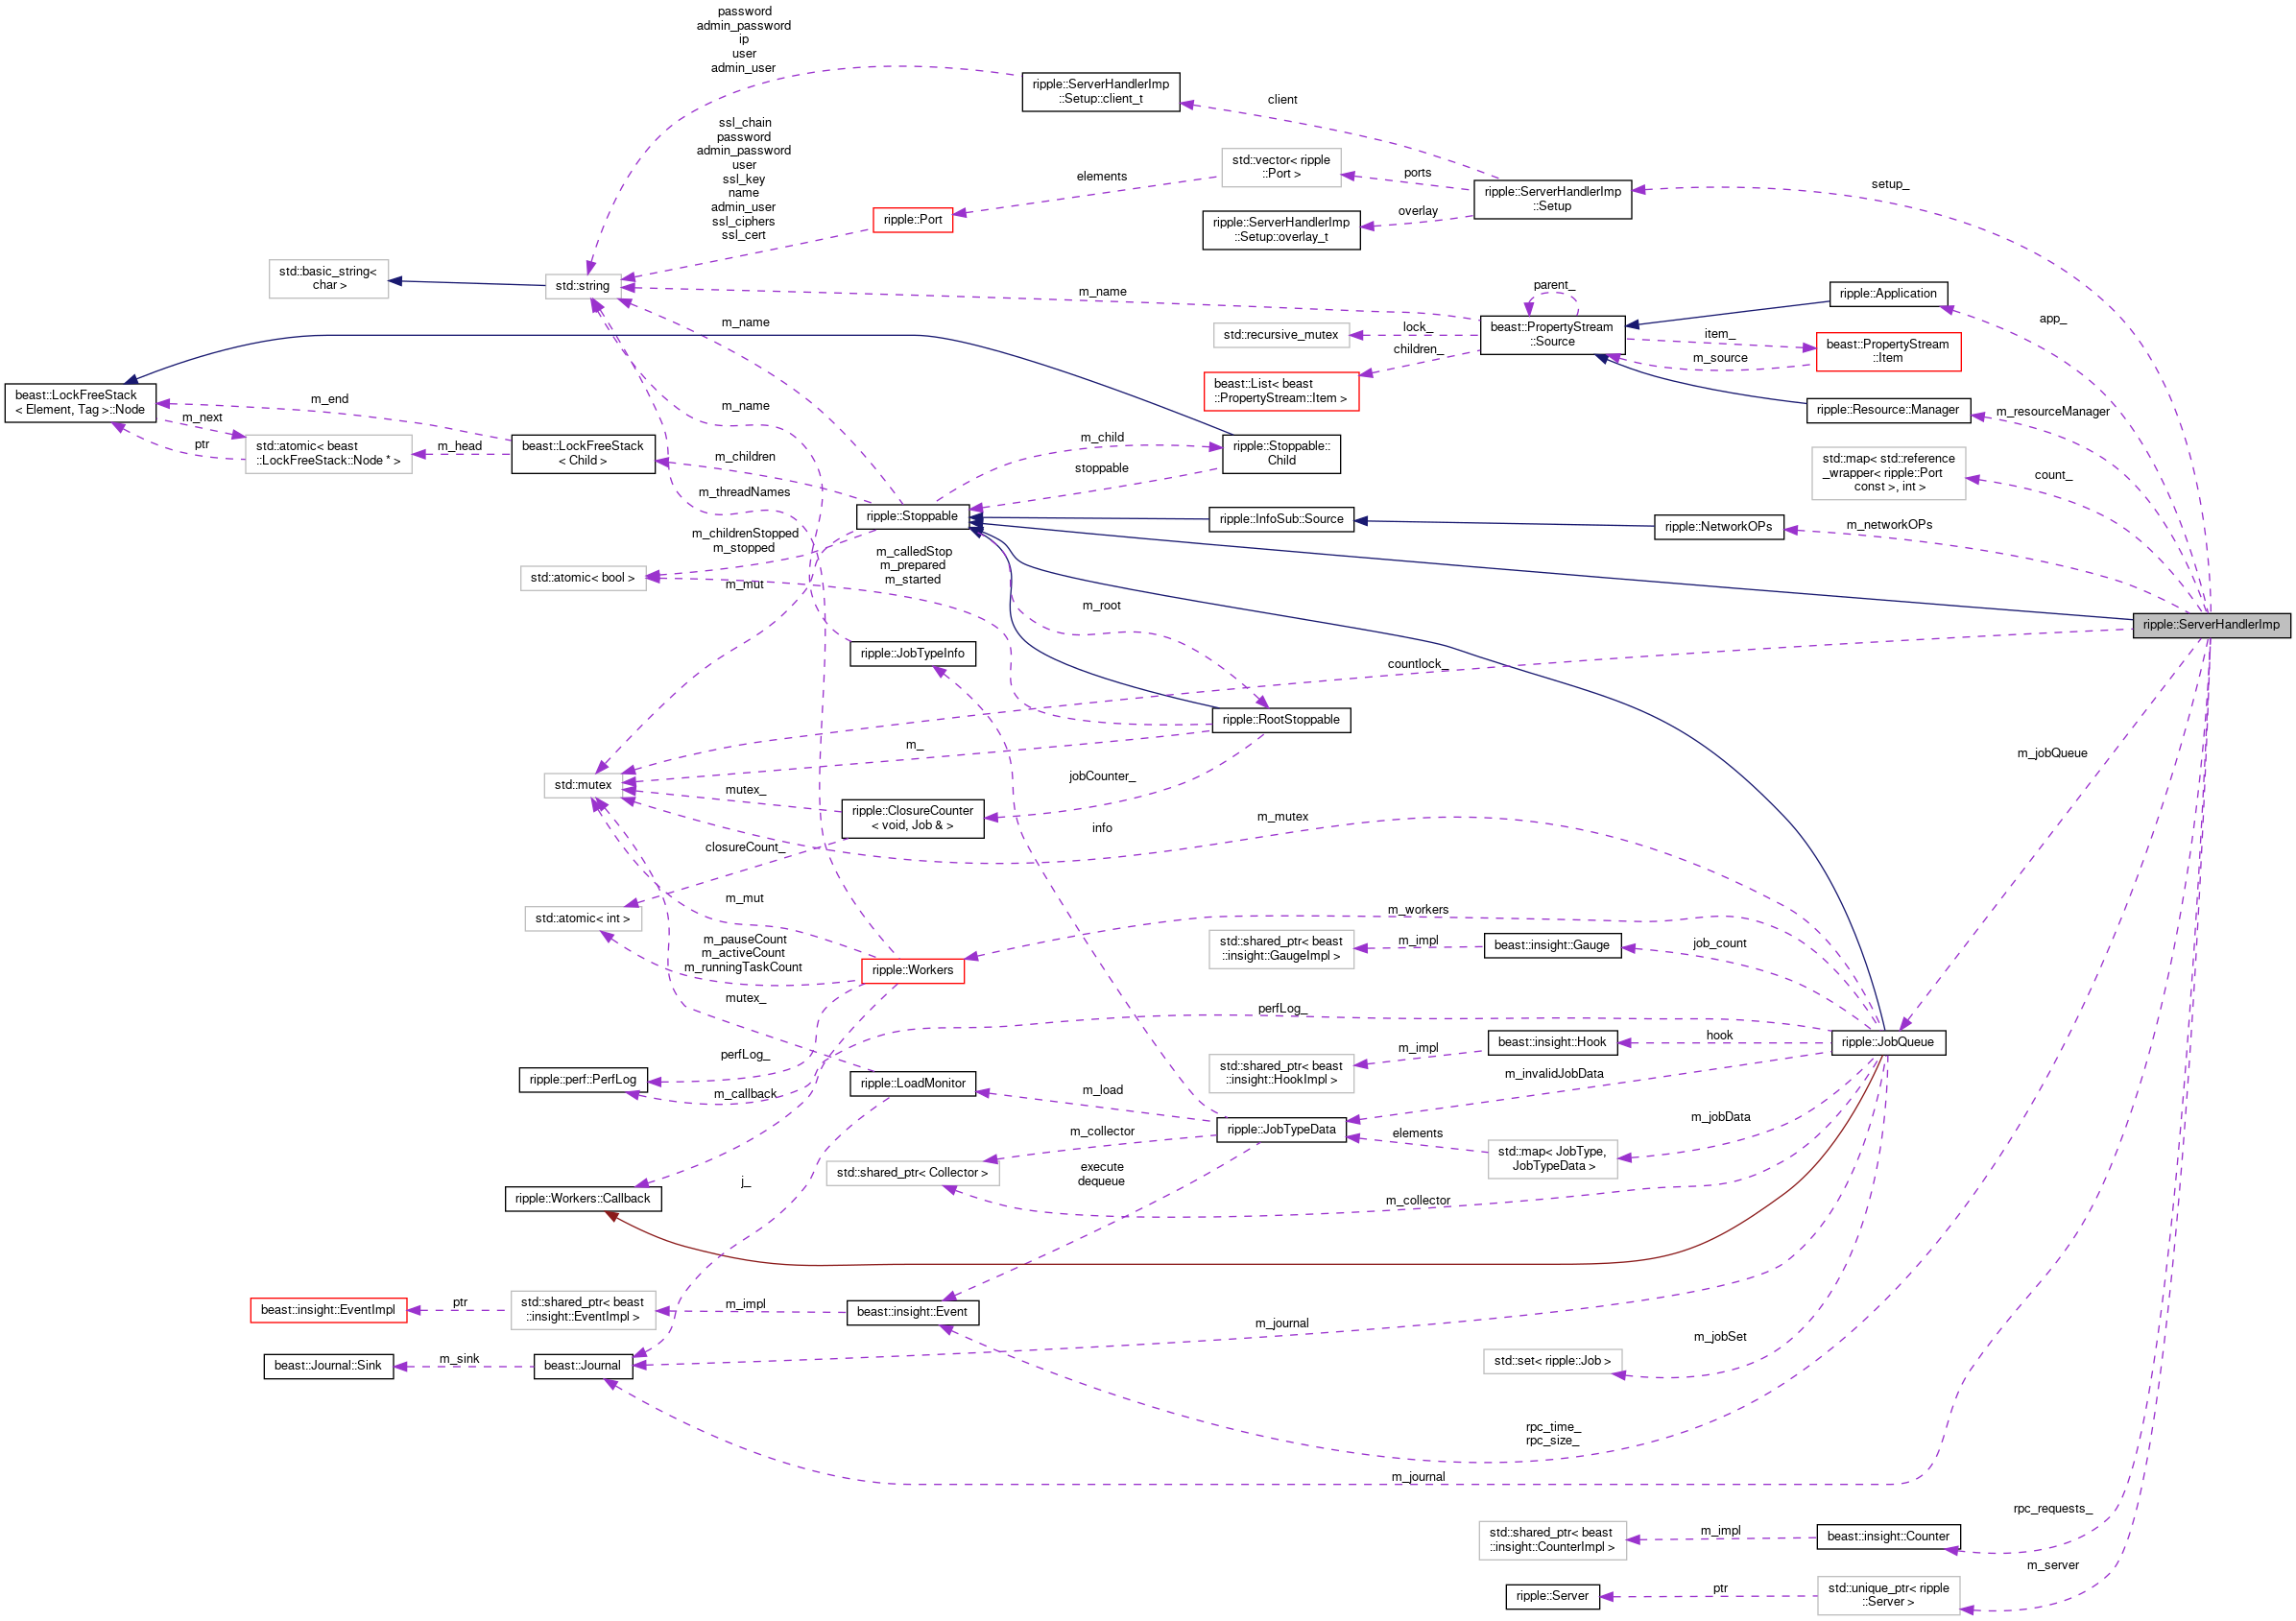 password
admin_password
ip
user
admin_user
ripple::ServerHandlerImp
::Setup::client_t
client
ssl_chain
password
admin_password
user
ssl_key
name
admin_user
ssl_ciphers
ssl_cert
std::vector< ripple
::Port >
elements
ports
setup_
ripple::ServerHandlerImp
::Setup
ripple::Port
overlay
ripple::ServerHandlerImp
::Setup::overlay_t
std::basic_string<
char >
std::string
m_name
parent_
ripple::Application
app_
m_name
std::recursive_mutex
lock_
beast::PropertyStream
::Source
item_
m_source
beast::PropertyStream
::Item
children_
beast::List< beast
::PropertyStream::Item >
beast::LockFreeStack
< Element, Tag >::Node
m_end
m_next
ptr
m_name
ripple::Resource::Manager
m_resourceManager
std::atomic< beast
::LockFreeStack::Node * >
m_head
beast::LockFreeStack
< Child >
m_children
m_child
stoppable
ripple::Stoppable::
Child
std::map< std::reference
_wrapper< ripple::Port
const >, int >
count_
m_threadNames
ripple::Stoppable
ripple::InfoSub::Source
ripple::NetworkOPs
m_networkOPs
m_childrenStopped
m_stopped
m_calledStop
m_prepared
m_started
std::atomic< bool >
m_mut
m_root
ripple::ServerHandlerImp
ripple::JobTypeInfo
countlock_
ripple::RootStoppable
m_
m_jobQueue
std::mutex
jobCounter_
mutex_
ripple::ClosureCounter
< void, Job & >
info
m_mutex
closureCount_
m_mut
std::atomic< int >
m_workers
m_pauseCount
m_activeCount
m_runningTaskCount
ripple::Workers
std::shared_ptr< beast
::insight::GaugeImpl >
m_impl
beast::insight::Gauge
job_count
mutex_
perfLog_
perfLog_
ripple::perf::PerfLog
m_callback
ripple::LoadMonitor
m_load
std::shared_ptr< beast
::insight::HookImpl >
m_impl
beast::insight::Hook
hook
ripple::JobQueue
m_invalidJobData
ripple::JobTypeData
m_jobData
m_collector
elements
std::map< JobType,
JobTypeData >
std::shared_ptr< Collector >
j_
execute
dequeue
m_collector
ripple::Workers::Callback
beast::insight::EventImpl
ptr
std::shared_ptr< beast
::insight::EventImpl >
m_impl
beast::insight::Event
m_journal
m_jobSet
std::set< ripple::Job >
beast::Journal::Sink
m_sink
beast::Journal
rpc_time_
rpc_size_
m_journal
rpc_requests_
std::shared_ptr< beast
::insight::CounterImpl >
m_impl
beast::insight::Counter
m_server
ripple::Server
ptr
std::unique_ptr< ripple
::Server >